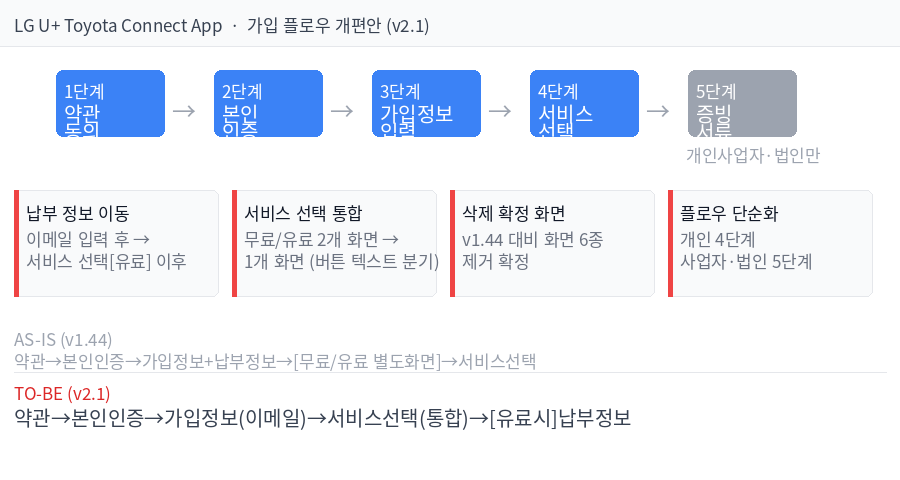 LG U+ Toyota Connect App · 가입 플로우 개편안 (v2.1)
1단계
약관
동의
→
2단계
본인
인증
→
3단계
가입정보
입력
→
4단계
서비스
선택
→
5단계
증빙
서류
개인사업자·법인만
납부 정보 이동
이메일 입력 후 →
서비스 선택[유료] 이후
서비스 선택 통합
무료/유료 2개 화면 →
1개 화면 (버튼 텍스트 분기)
삭제 확정 화면
v1.44 대비 화면 6종
제거 확정
플로우 단순화
개인 4단계
사업자·법인 5단계
AS-IS (v1.44)
약관→본인인증→가입정보+납부정보→[무료/유료 별도화면]→서비스선택
TO-BE (v2.1)
약관→본인인증→가입정보(이메일)→서비스선택(통합)→[유료시]납부정보